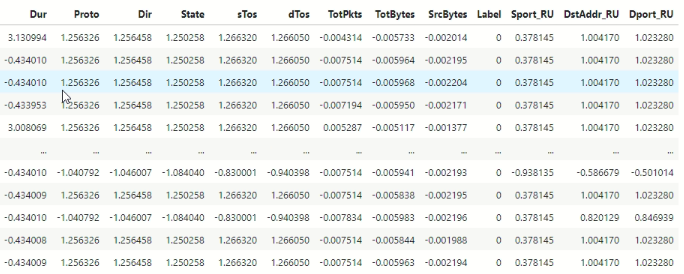 Dur Proto Dir State sTos dTos TotPkts TotBytes SrcBytes Label Sport_RU DstAddr_RU Dport_RU
3.130994 1.256326 1.256458 1.250258 1.266320 1.266050 -0.004314 -0.005733 -0.002014 0 0.378145 1.004170 1.023280
-0.434010 1.256326 1.256458 1.250258 1.266320 1.266050 -0.007514 -0.005964 -0.002195 0 0.378145 1.004170 1.023280
-0.434010 1.256326 1.256458 1.250258 1.266320 1.266050 -0.007514 -0.005968 -0.002204 0 0.378145 1.004170 1.023280
-0.433953 1.256326 1.256458 1.250258 1.266320 1.266050 -0.007194 -0.005950 -0.002171 0 0.378145 1.004170 1.023280
3.008069 1.256326 1.256458 1.250258 1.266320 1.266050 0.005287 -0.005117 -0.001377 0 0.378145 1.004170 1.023280
... ... ... ... ... ... ... ... ... ... ... ... ...
-0.434010 -1.040792 -1.046007 -1.084040 -0.830001 -0.940398 -0.007514 -0.005941 -0.002193 0 -0.938135 -0.586679 -0.501014
-0.434009 1.256326 1.256458 1.250258 1.266320 1.266050 -0.007514 -0.005838 -0.002195 0 0.378145 1.004170 1.023280
-0.434010 -1.040792 -1.046007 -1.084040 -0.830001 -0.940398 -0.007834 -0.005983 -0.002196 0 0.378145 0.820129 0.846939
-0.434008 1.256326 1.256458 1.250258 1.266320 1.266050 -0.007514 -0.005844 -0.001988 0 0.378145 1.004170 1.023280
-0.434009 1.256326 1.256458 1.250258 1.266320 1.266050 -0.007514 -0.005963 -0.002194 0 0.378145 1.004170 1.023280